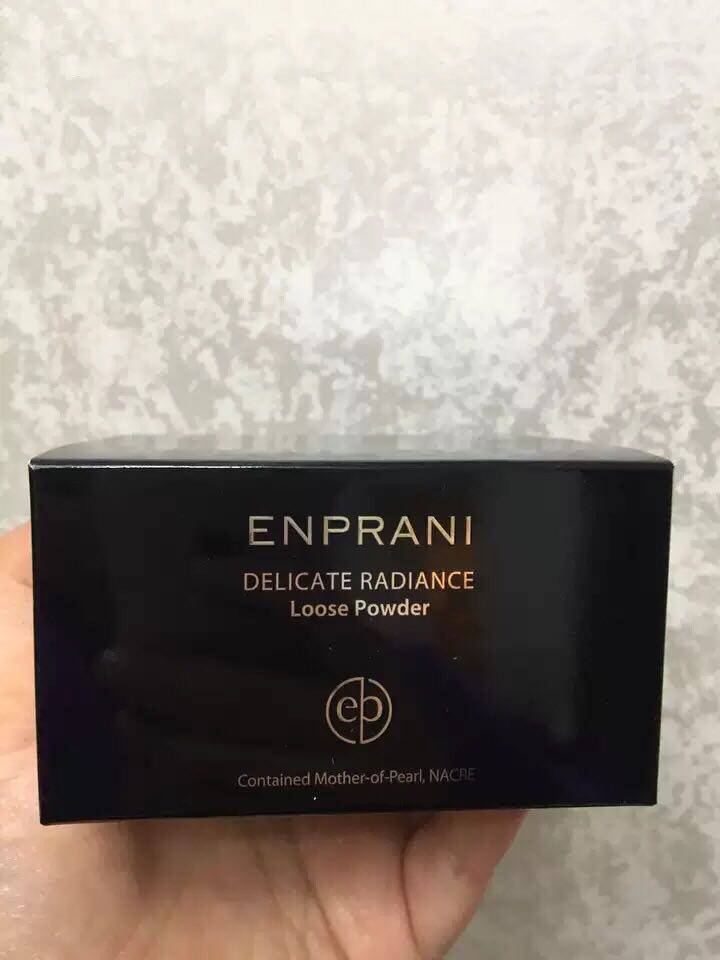 ENPRANI
DELICATE RADIANCE
Loose Powder
ep
Contained Mother-of-Pearl, NACRE